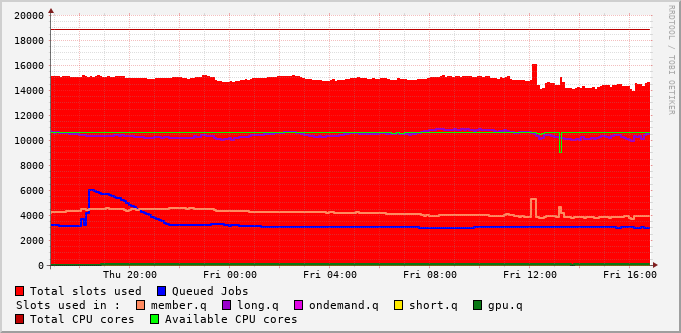 20000
18000
16000
14000
12000
10000
8000
6000
4000
2000
0
Thu 20:00 Fri 00:00 Fri 04:00 Fri 08:00 Fri 12:00 Fri 16:00
RRDTOOL / TOBI OETIKER
Total slots used Queued Jobs
Slots used in : member.q long.q ondemand.q short.q gpu.q
Total CPU cores Available CPU cores